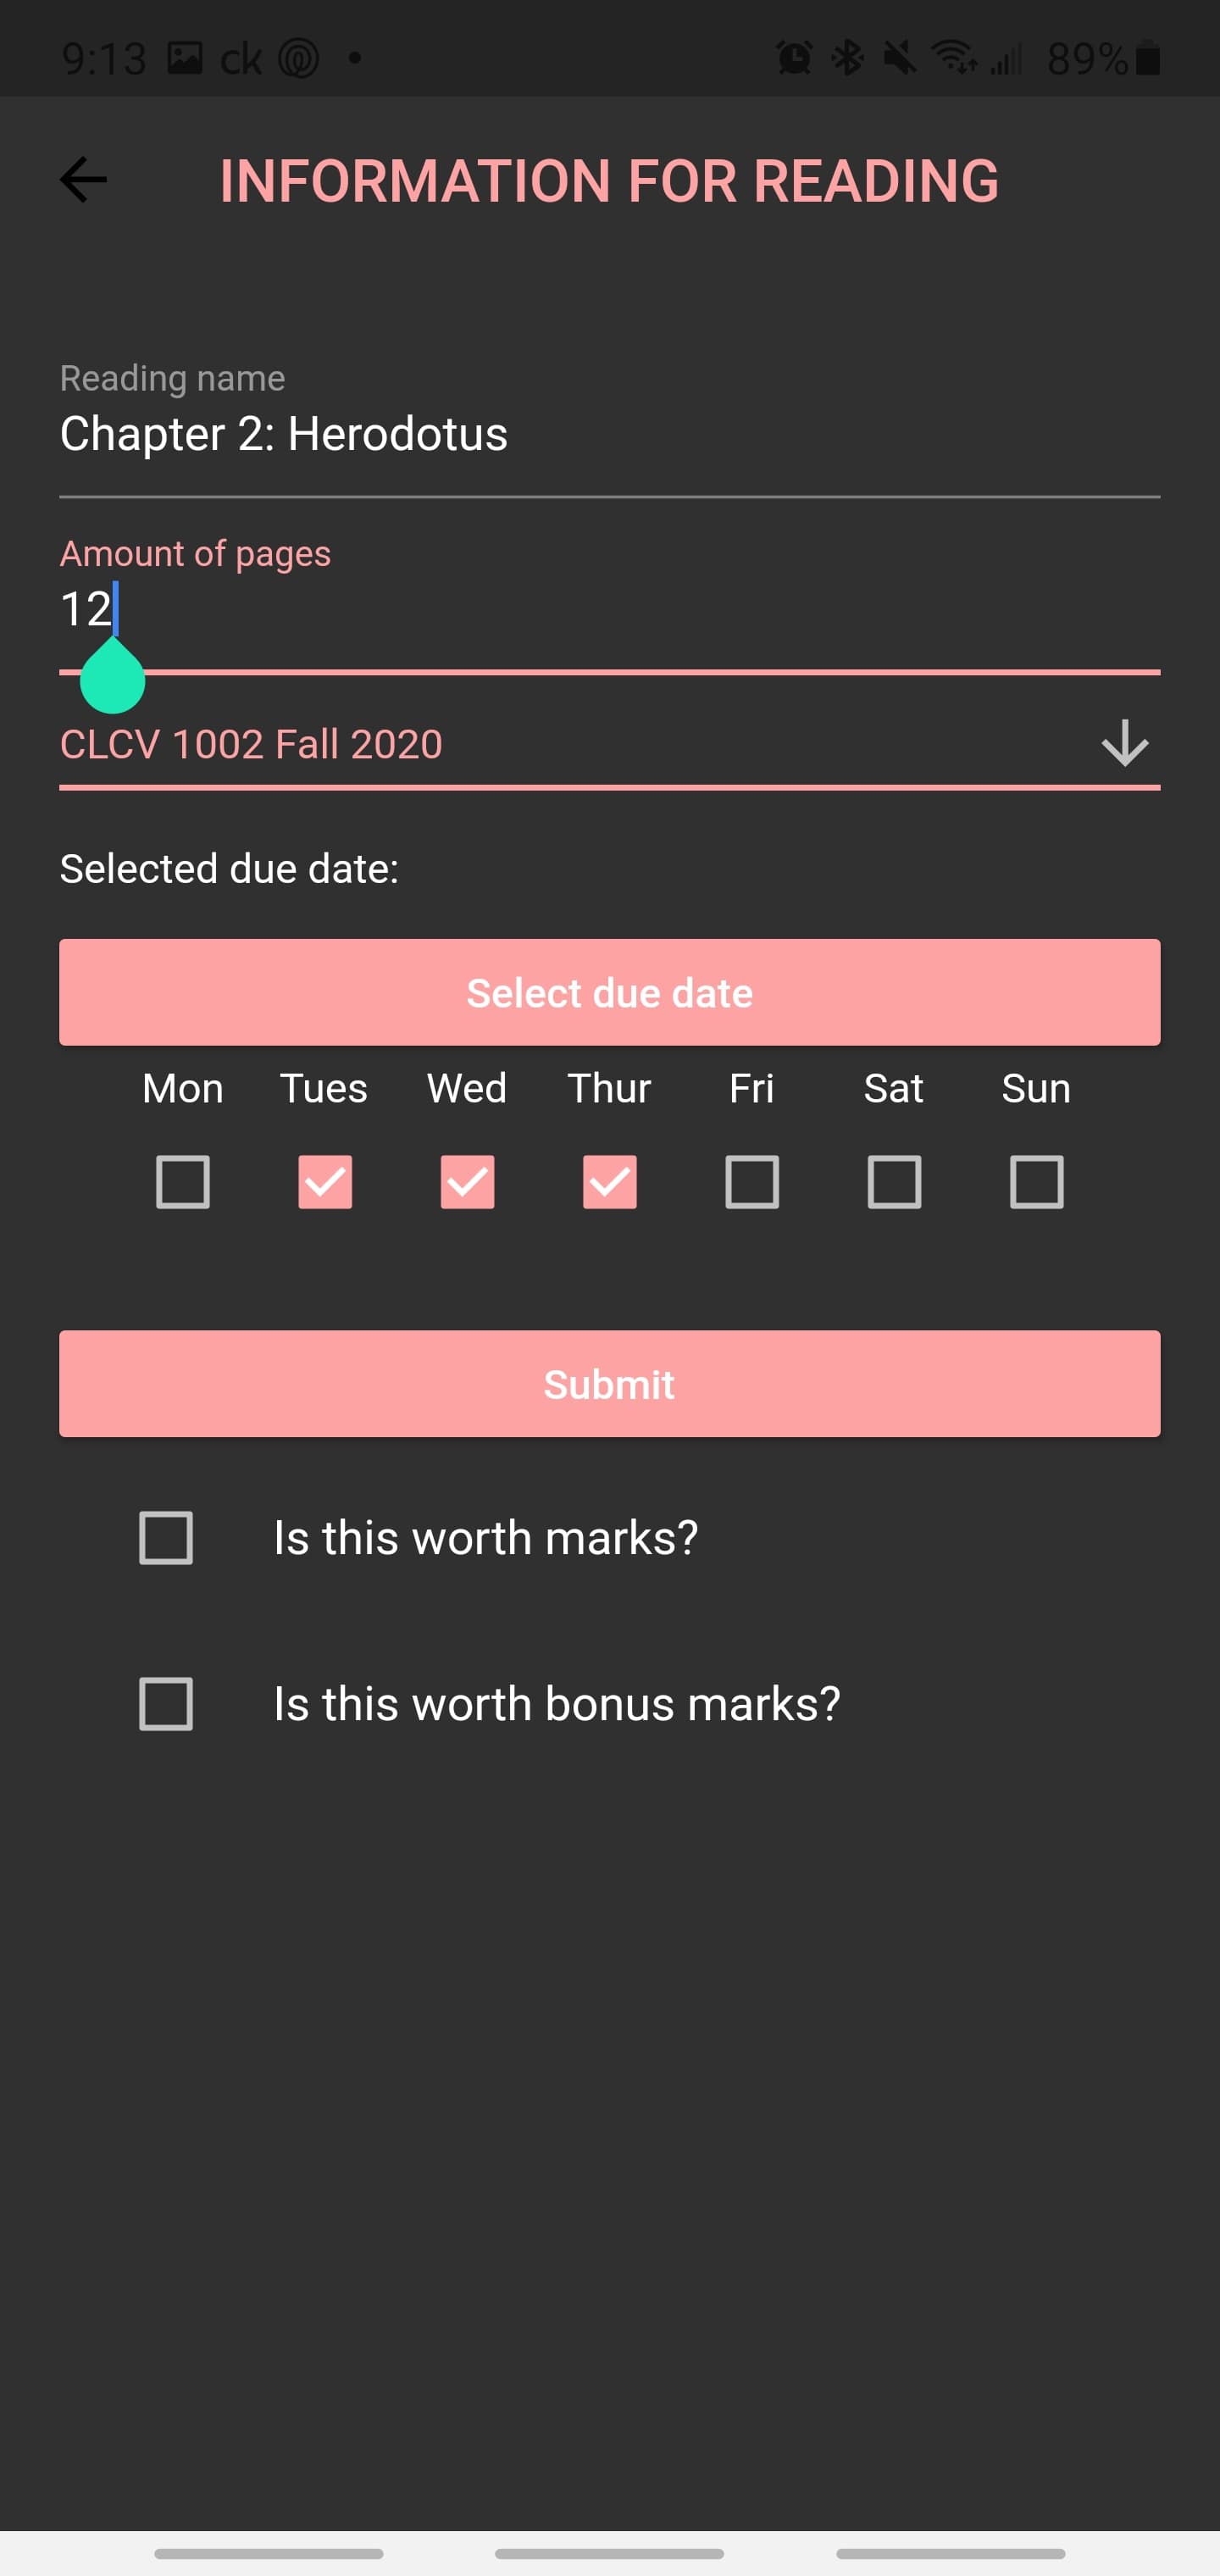 9:13 ck 89%
INFORMATION FOR READING
Reading name
Chapter 2: Herodotus
Amount of pages
12
CLCV 1002 Fall 2020
Selected due date:
Select due date
Mon Tues Wed Thur Fri Sat Sun
Submit
Is this worth marks?
Is this worth bonus marks?